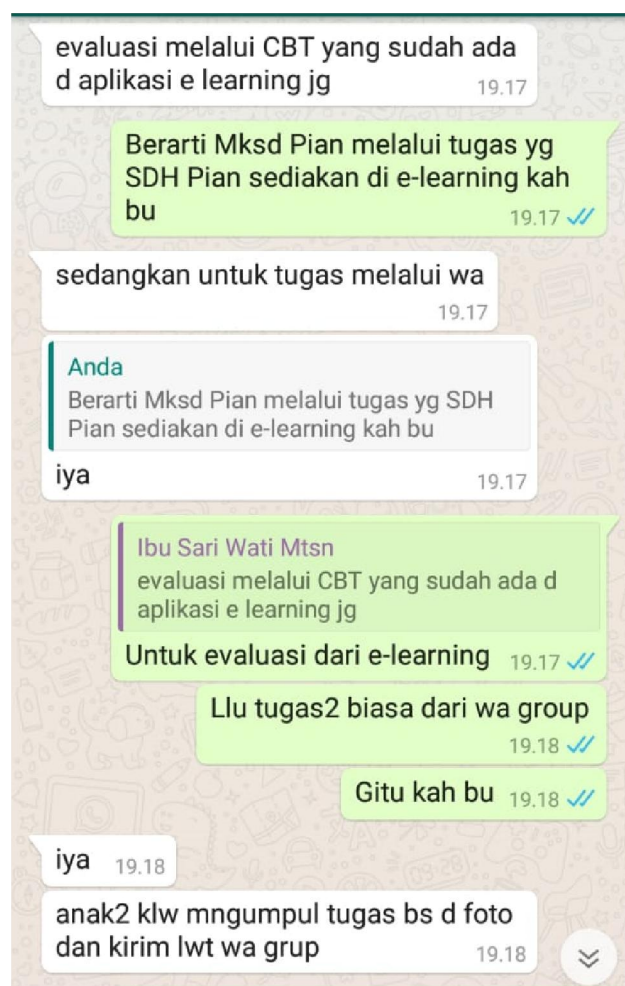 evaluasi melalui CBT yang sudah ada
d aplikasi e learning jg
19.17
Berarti Mksd Pian melalui tugas yg
SDH Pian sediakan di e-learning kah
bu
19.17
sedangkan untuk tugas melalui wa
19.17
Anda
Berarti Mksd Pian melalui tugas yg SDH
Pian sediakan di e-learning kah bu
iya 19.17
Ibu Sari Wati Mtsn
evaluasi melalui CBT yang sudah ada d
aplikasi e learning jg
Untuk evaluasi dari e-learning 19.17
Llu tugas2 biasa dari wa group
19.18
Gitu kah bu 19.18
iya 19.18
anak2 klw mngumpul tugas bs d foto
dan kirim lwt wa grup 19.18